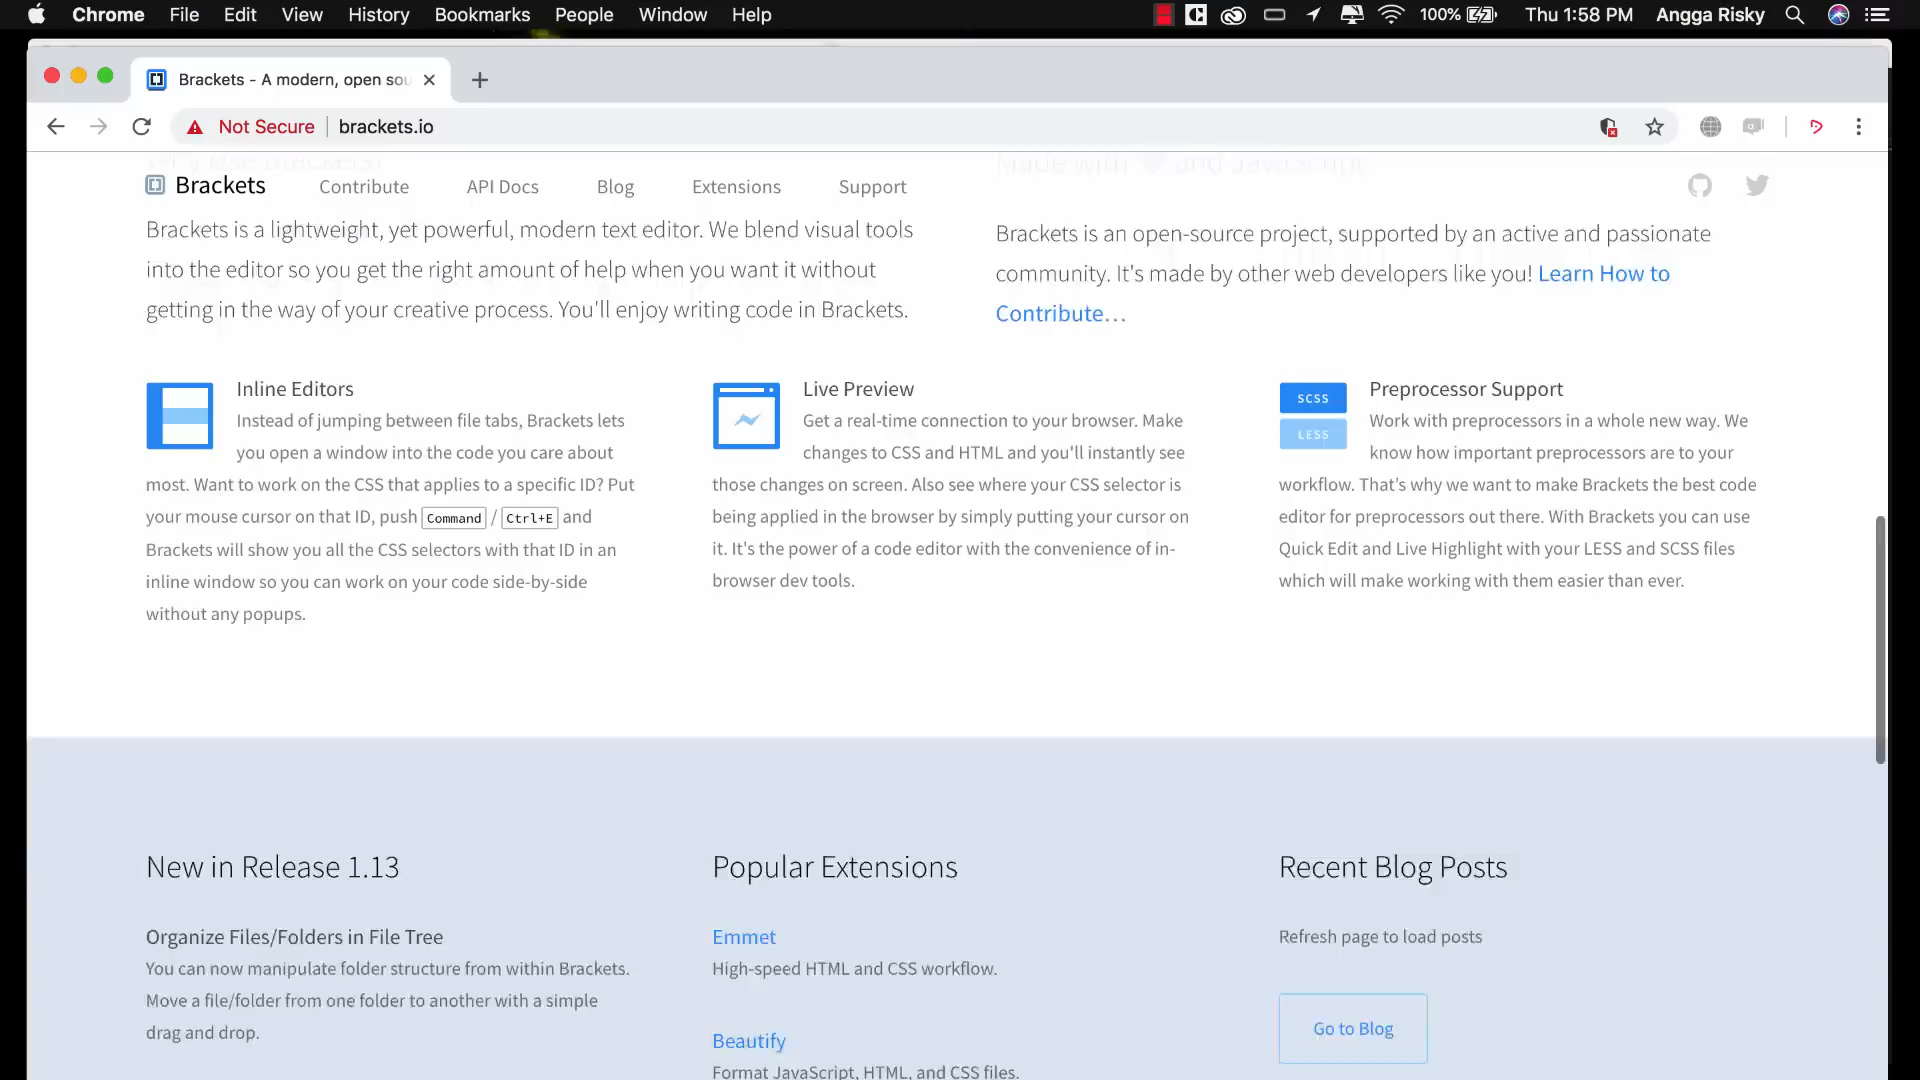 Chrome File Edit View History Bookmarks People Window Help 100% Thu 1:58 PM Angga Risky
Brackets - A modern, open sou
Not Secure brackets.io
Made with and JavaScript
Brackets Contribute API Docs Blog Extensions Support
Brackets is a lightweight, yet powerful, modern text editor. We blend visual tools
into the editor so you get the right amount of help when you want it without
getting in the way of your creative process. You'll enjoy writing code in Brackets.
Brackets is an open-source project, supported by an active and passionate
community. It's made by other web developers like you! Learn How to
Contribute…
Inline Editors
Instead of jumping between file tabs, Brackets lets
you open a window into the code you care about
most. Want to work on the CSS that applies to a specific ID? Put
your mouse cursor on that ID, push Command / Ctrl+E and
Brackets will show you all the CSS selectors with that ID in an
inline window so you can work on your code side-by-side
without any popups.
Live Preview
Get a real-time connection to your browser. Make
changes to CSS and HTML and you'll instantly see
those changes on screen. Also see where your CSS selector is
being applied in the browser by simply putting your cursor on
it. It's the power of a code editor with the convenience of in-
browser dev tools.
SCSS
LESS
Preprocessor Support
Work with preprocessors in a whole new way. We
know how important preprocessors are to your
workflow. That's why we want to make Brackets the best code
editor for preprocessors out there. With Brackets you can use
Quick Edit and Live Highlight with your LESS and SCSS files
which will make working with them easier than ever.
New in Release 1.13
Organize Files/Folders in File Tree
You can now manipulate folder structure from within Brackets.
Move a file/folder from one folder to another with a simple
drag and drop.
Popular Extensions
Emmet
High-speed HTML and CSS workflow.
Beautify
Format JavaScript, HTML, and CSS files.
Recent Blog Posts
Refresh page to load posts
Go to Blog